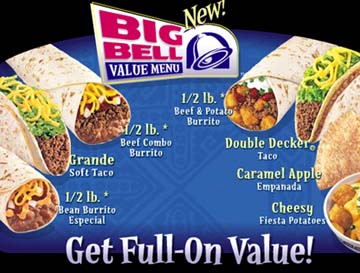 New!
BIG
BELL
VALUE MENU
1/2 lb. *
Beef & Potato
Burrito
1/2 lb. *
Beef Combo
Burrito
Grande
Soft Taco
1/2 lb. *
Bean Burrito
Especial
Double Decker®
Taco
Caramel Apple
Empanada
Cheesy
Fiesta Potatoes
Get Full-On Value!